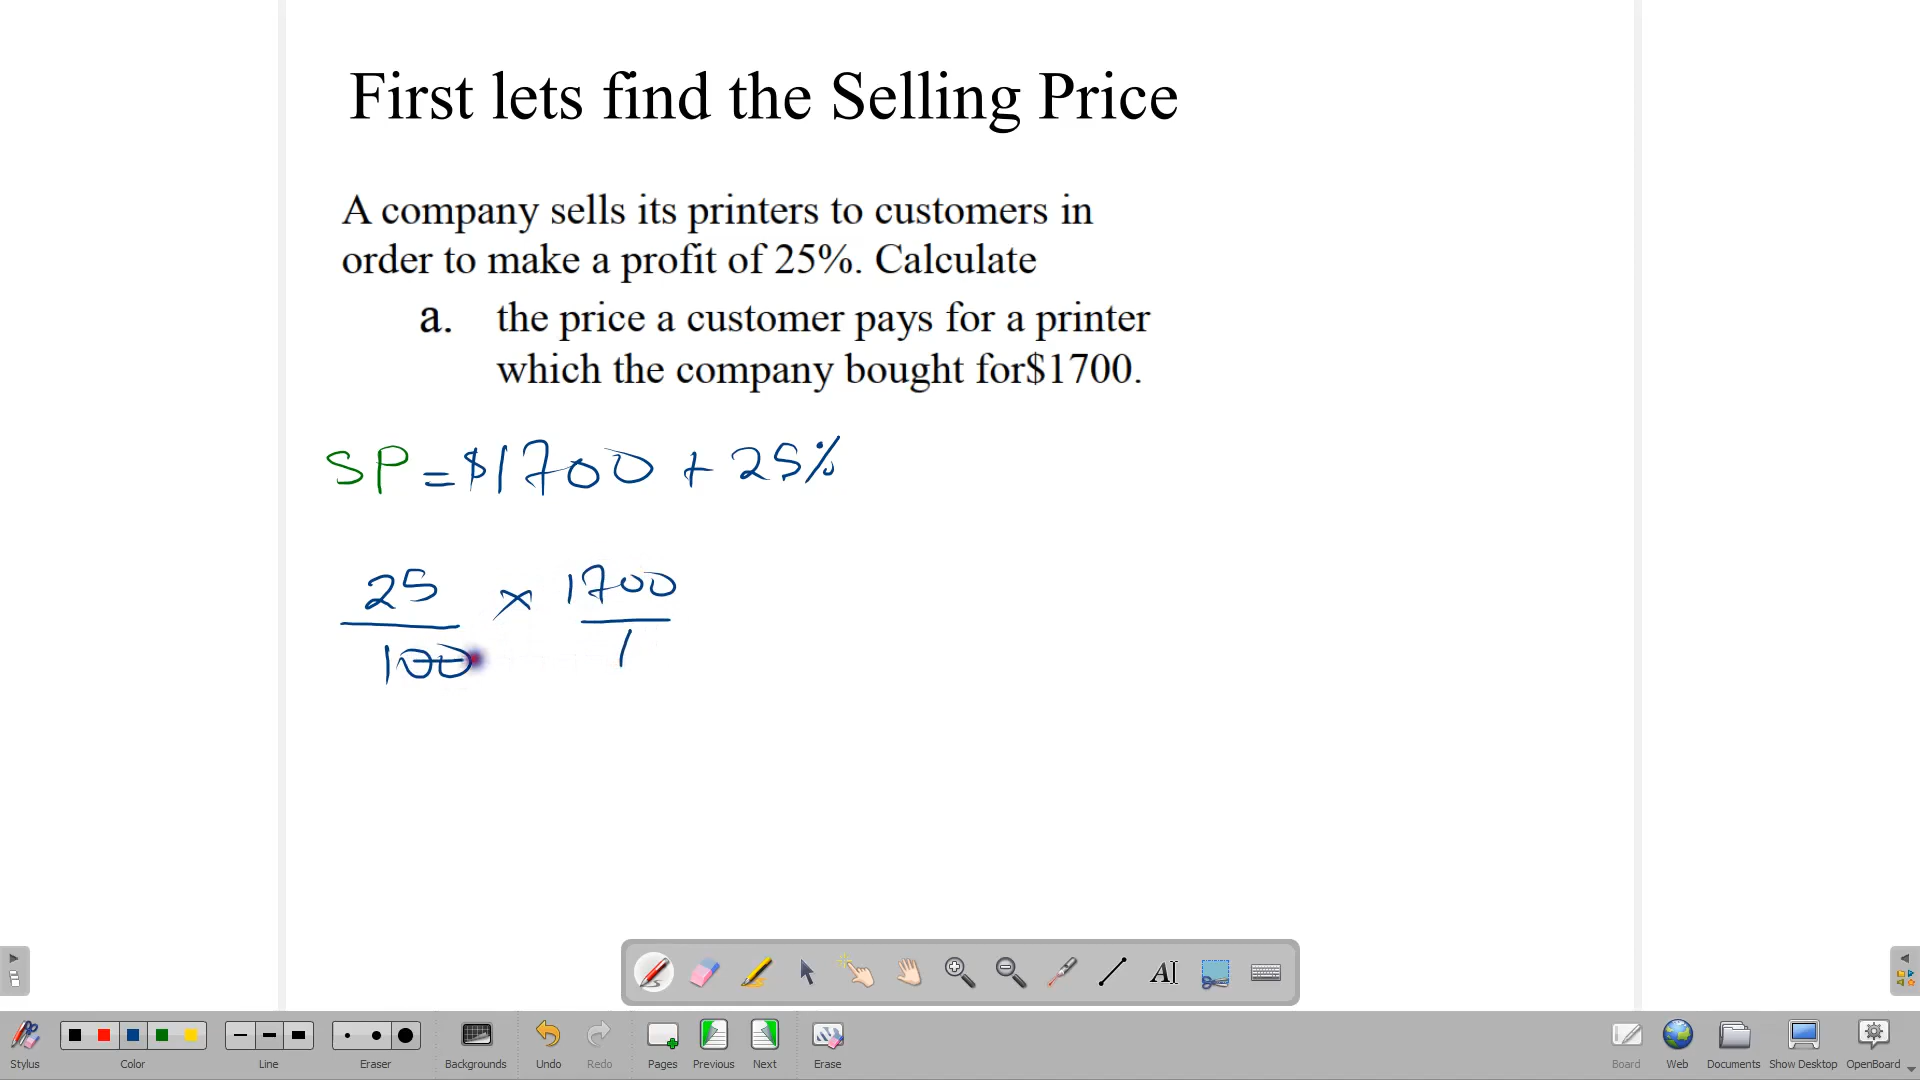 First lets find the Selling Price
A company sells its printers to customers in
order to make a profit of 25%. Calculate
a. the price a customer pays for a printer
which the company bought for$1700.
SP = $1700 + 25%
25 × 1700
100 1
AI
Stylus Color Line Eraser Backgrounds Undo Redo Pages Previous Next Erase Board Web Documents Show Desktop OpenBoard